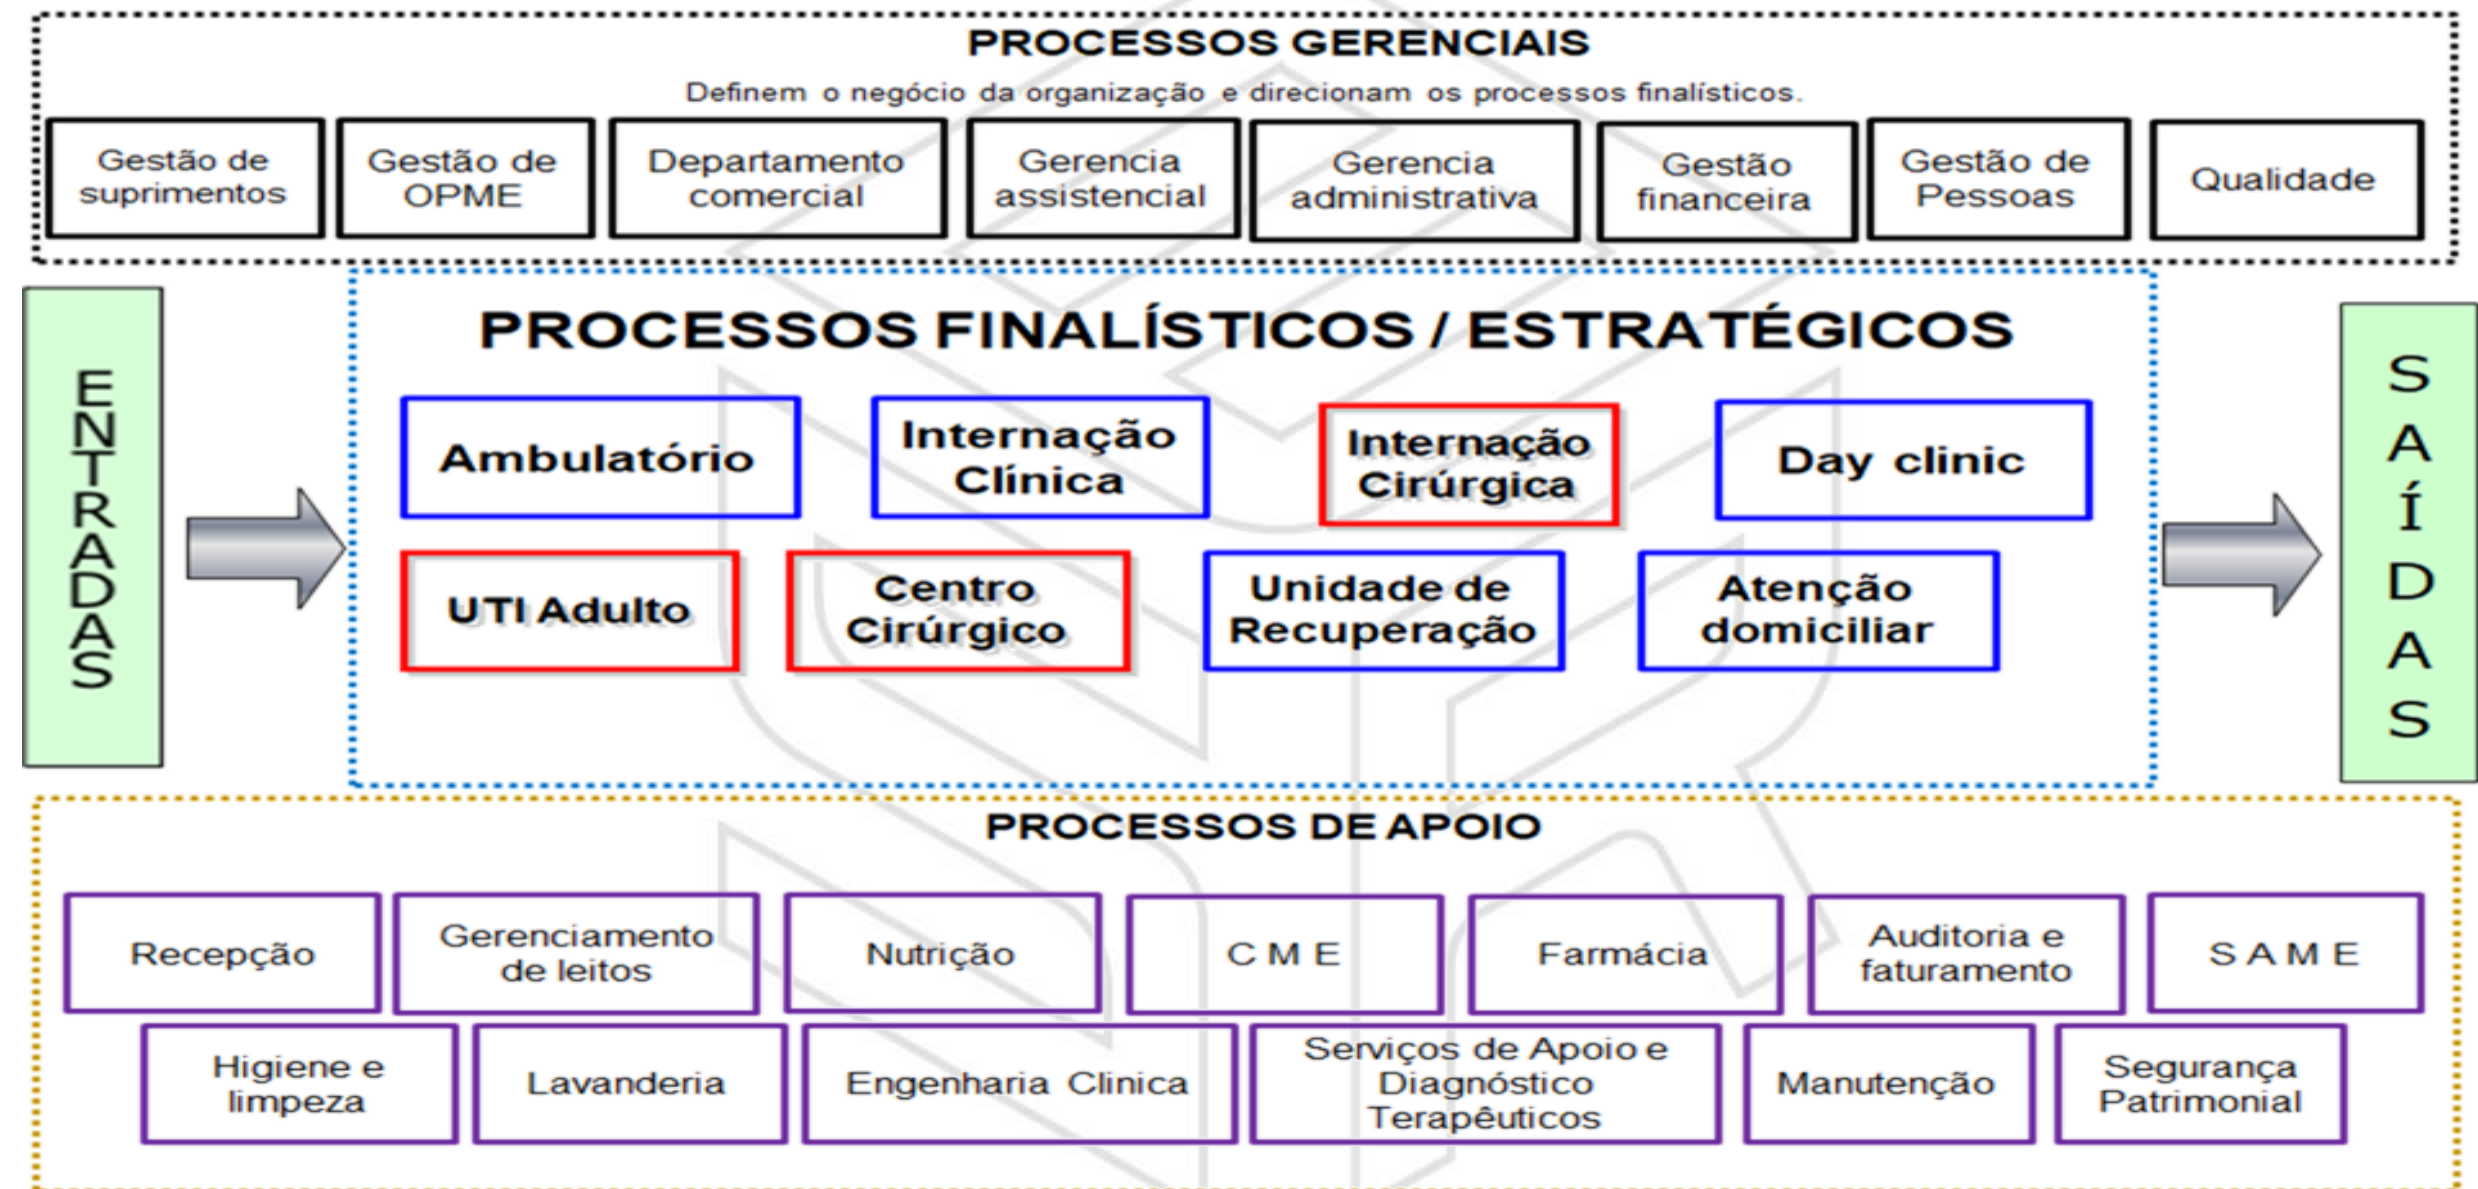 PROCESSOS GERENCIAIS
Definem o negócio da organização e direcionam os processos finalísticos.
Gestão de
suprimentos
Gestão de
OPME
Departamento
comercial
Gerencia
assistencial
Gerencia
administrativa
Gestão
financeira
Gestão de
Pessoas
Qualidade
ENTRADAS
PROCESSOS FINALÍSTICOS / ESTRATÉGICOS
Ambulatório
Internação
Clínica
Internação
Cirúrgica
Day clinic
UTI Adulto
Centro
Cirúrgico
Unidade de
Recuperação
Atenção
domiciliar
SAÍDAS
PROCESSOS DE APOIO
Recepção
Gerenciamento
de leitos
Nutrição
C M E
Farmácia
Auditoria e
faturamento
S A M E
Higiene e
limpeza
Lavanderia
Engenharia Clinica
Serviços de Apoio e
Diagnóstico
Terapêuticos
Manutenção
Segurança
Patrimonial